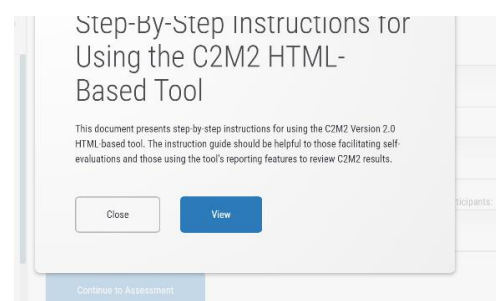 Step-By-Step Instructions for
Using the C2M2 HTML-
Based Tool
This document presents step-by-step instructions for using the C2M2 Version 2.0
HTML-based tool. The instruction guide should be helpful to those facilitating self-
evaluations and those using the tool's reporting features to review C2M2 results.
ticipants:
Close View
Continue to Assessment